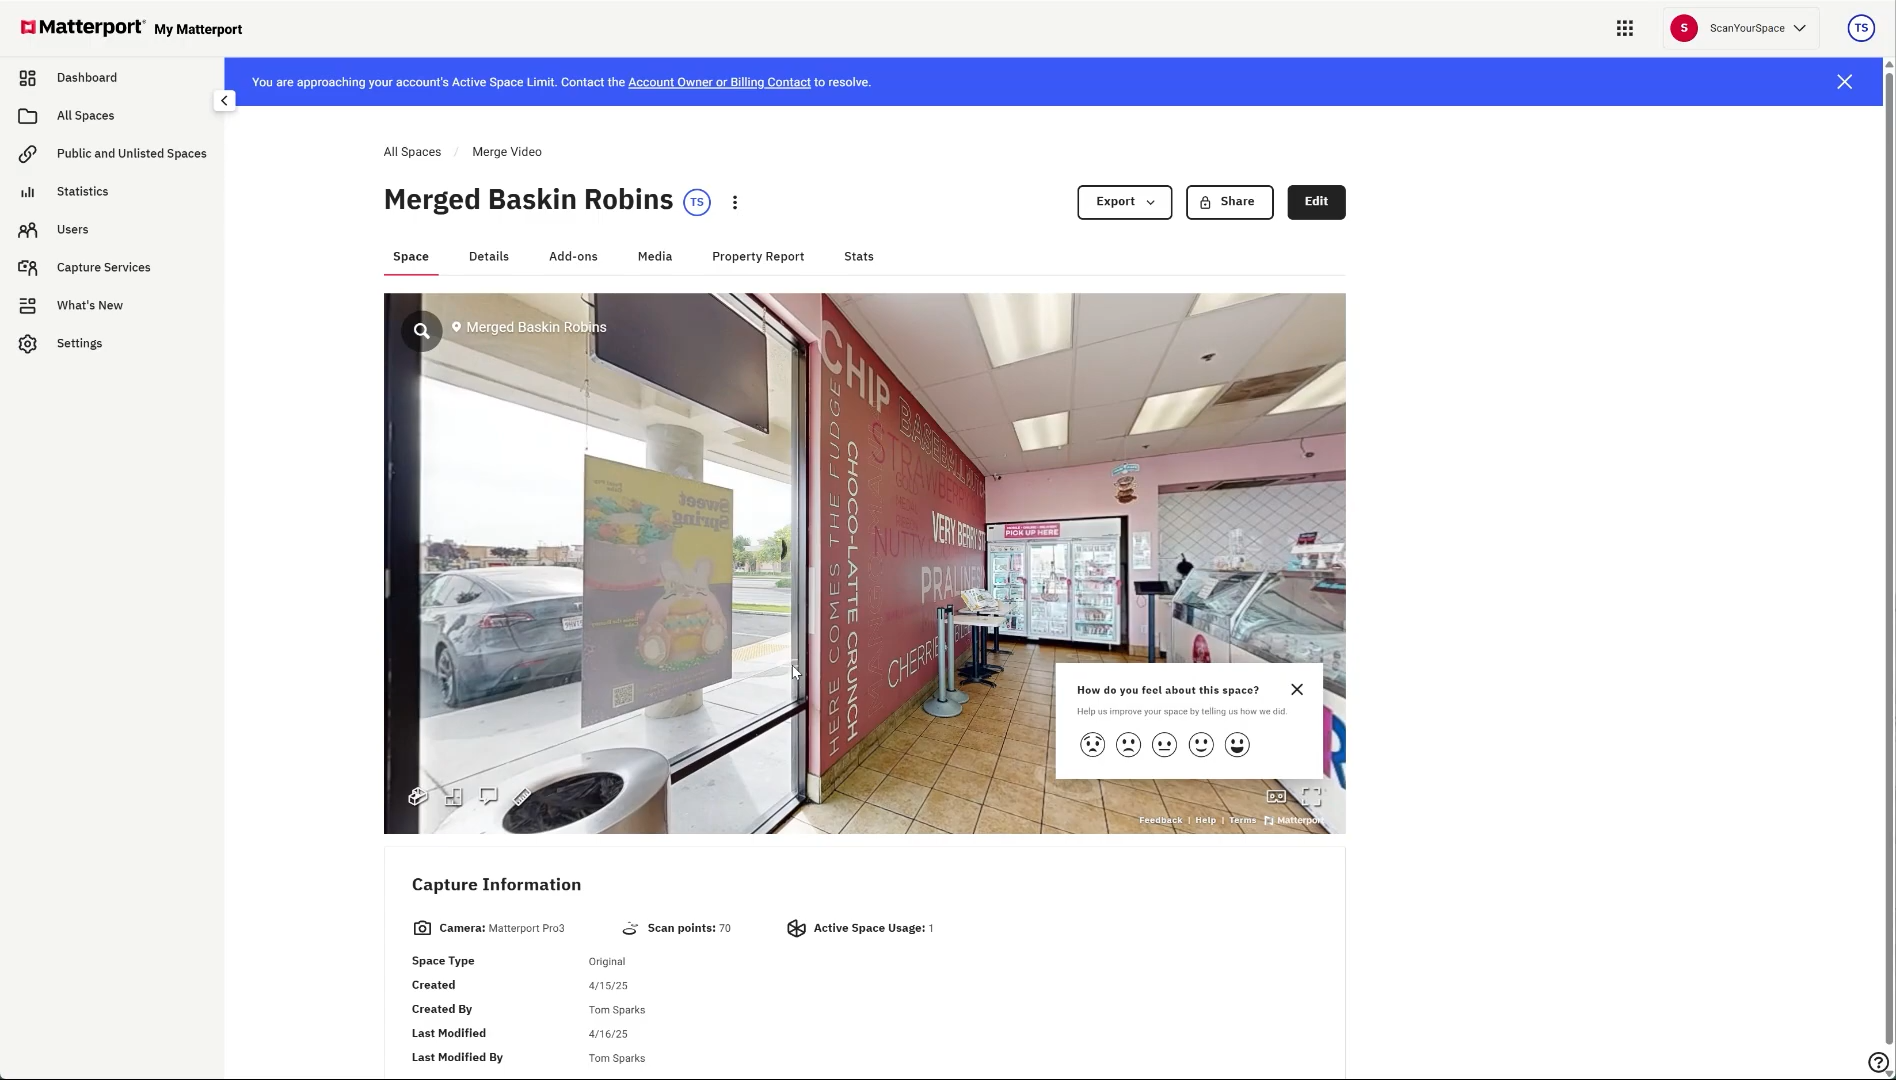 Matterport® My Matterport
S ScanYourSpace TS
Dashboard
All Spaces
Public and Unlisted Spaces
Statistics
Users
Capture Services
What's New
Settings
You are approaching your account's Active Space Limit. Contact the Account Owner or Billing Contact to resolve.
All Spaces / Merge Video
Merged Baskin Robins TS
Export Share Edit
Space Details Add-ons Media Property Report Stats
Merged Baskin Robins
CHIP
BASEBALL
HERE COMES THE FUDGE
CHOCO-LATTE CRUNCH
VERY BERRY
NUTTY
PRALINES
CHERRIES
Sweet
Spring
PICK UP HERE
How do you feel about this space?
Help us improve your space by telling us how we did.
Feedback | Help | Terms Matterport
Capture Information
Camera: Matterport Pro3 Scan points: 70 Active Space Usage: 1
Space Type Original
Created 4/15/25
Created By Tom Sparks
Last Modified 4/16/25
Last Modified By Tom Sparks